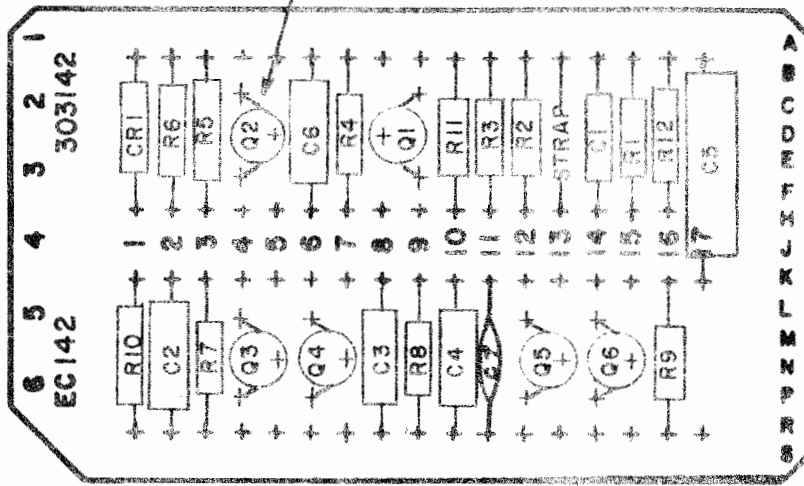 1 2 3 4 5 6
303142
EC142
CR1 R6 R5 Q2 C6 R4 Q1 R11 R3 R2 STRAP C1 R1 R12 C5
1 2 3 4 5 6 7 8 9 10 11 12 13 14 15 16 17
R10 C2 R7 Q3 Q4 C3 R8 C4 C7 Q5 Q6 R9
A B C D E F H J K L M N P R S